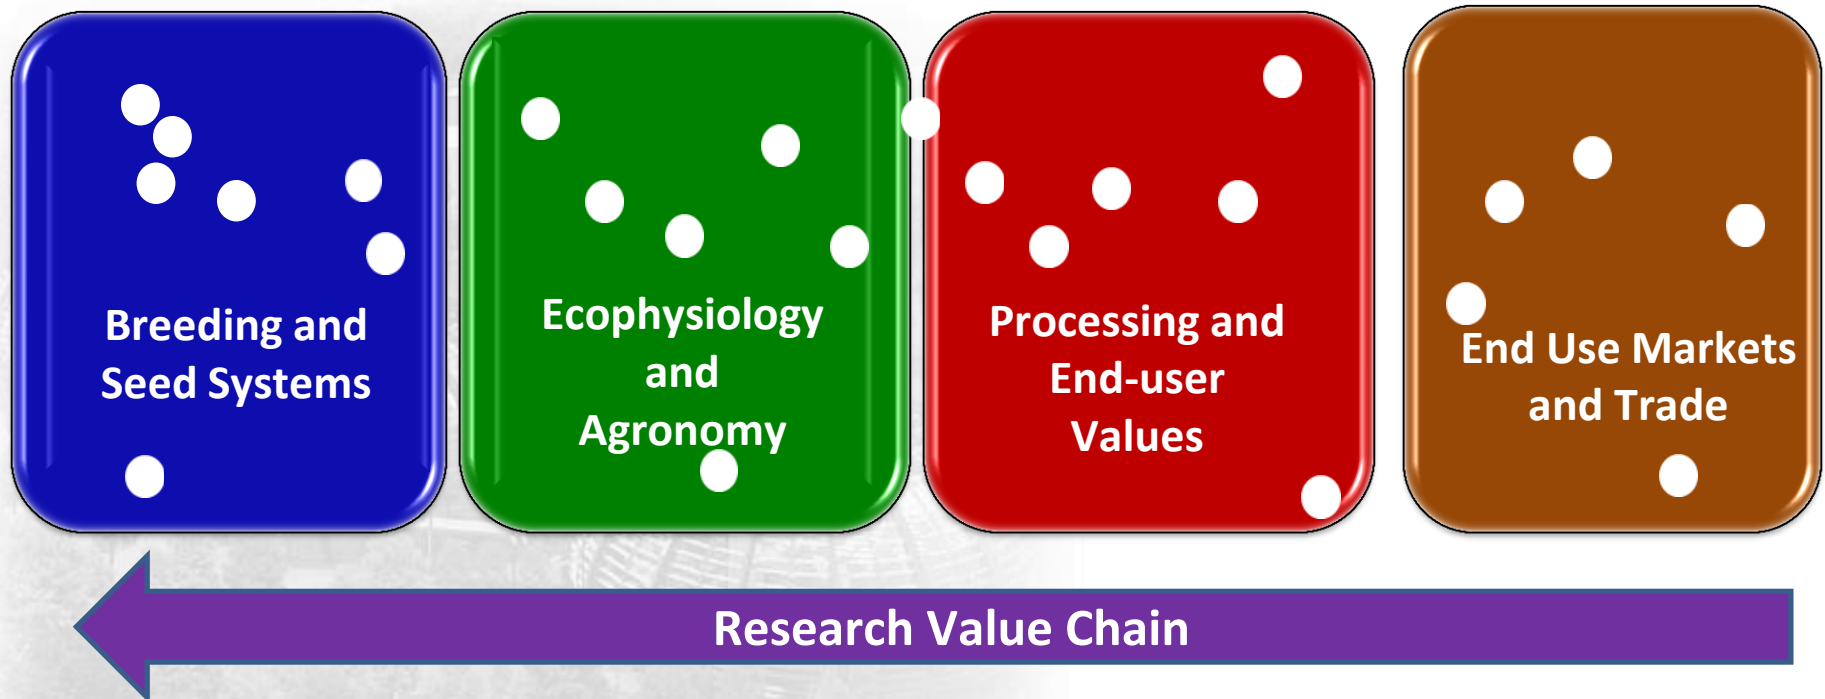 Breeding and
Seed Systems
Ecophysiology
and
Agronomy
Processing and
End-user
Values
End Use Markets
and Trade
Research Value Chain